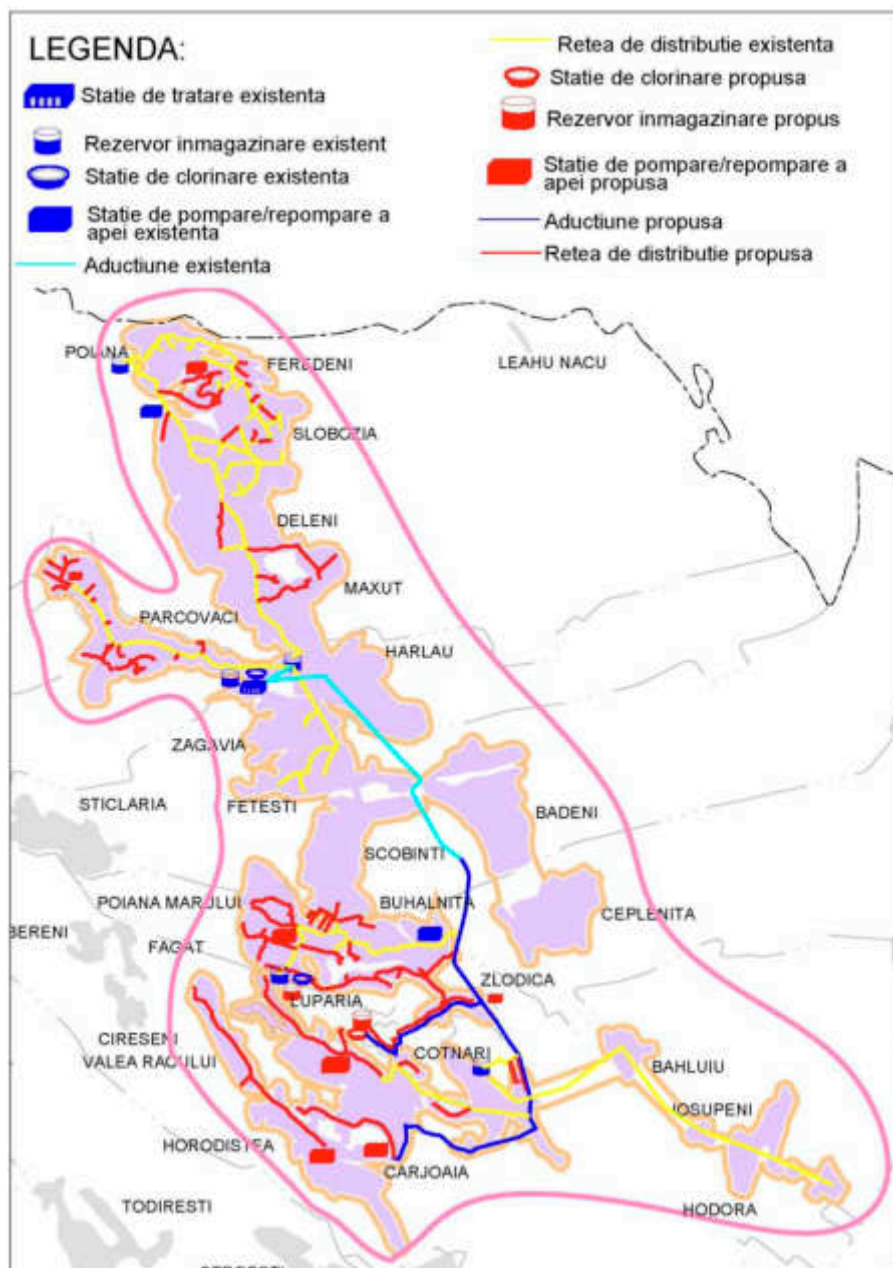 LEGENDA:
Statie de tratare existenta
Rezervor inmagazinare existent
Statie de clorinare existenta
Statie de pompare/repompare a
apei existenta
Aductiune existenta
Retea de distributie existenta
Statie de clorinare propusa
Rezervor inmagazinare propus
Statie de pompare/repompare a
apei propusa
Aductiune propusa
Retea de distributie propusa
POIANA
FEREDENI
LEAHU NACU
SLOBOZIA
DELENI
MAXUT
PARCOVACI
HARLAU
ZAGAVIA
STICLARIA
FETESTI
BADENI
SCOBINTI
POIANA MARULUI
BUHALNITA
CEPLENITA
BERENI
FAGAT
ZLODICA
LUPARIA
CIRESENI
VALEA RACULUI
COTNARI
BAHLUIU
IOSUPENI
HORODISTEA
CARJOAIA
TODIRESTI
HODORA